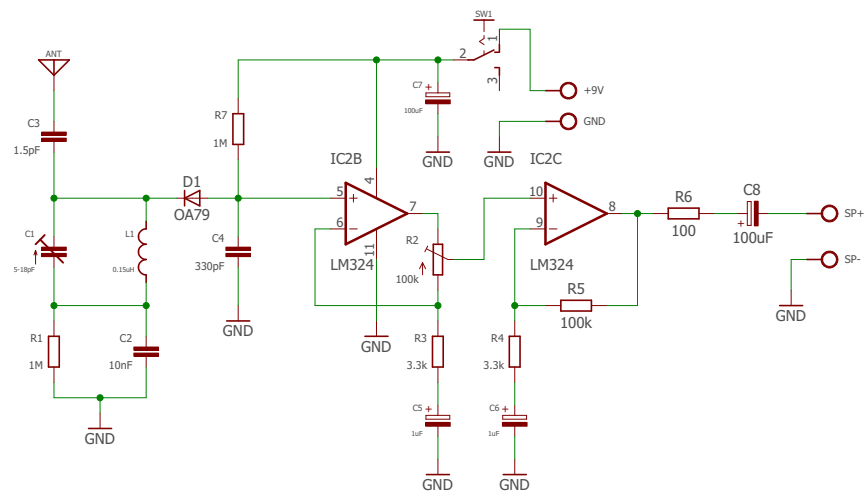 SW1
ANT
2
1
3
C7
+
100uF
+9V
GND
C3
1.5pF
R7
1M
GND
GND
IC2B
IC2C
D1
OA79
4
5
+
7
6
-
11
LM324
10
+
8
9
-
LM324
R6
100
C8
+
100uF
SP+
SP-
C1
5-18pF
L1
0.15uH
C4
330pF
R2
100k
R5
100k
GND
GND
GND
R1
1M
C2
10nF
R3
3.3k
R4
3.3k
C5
+
1uF
C6
+
1uF
GND
GND
GND